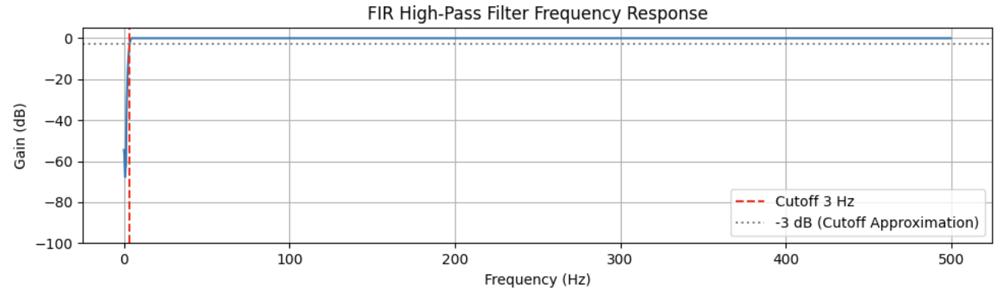 FIR High-Pass Filter Frequency Response
0
−20
−40
−60
−80
−100
Gain (dB)
Cutoff 3 Hz
-3 dB (Cutoff Approximation)
0 100 200 300 400 500
Frequency (Hz)